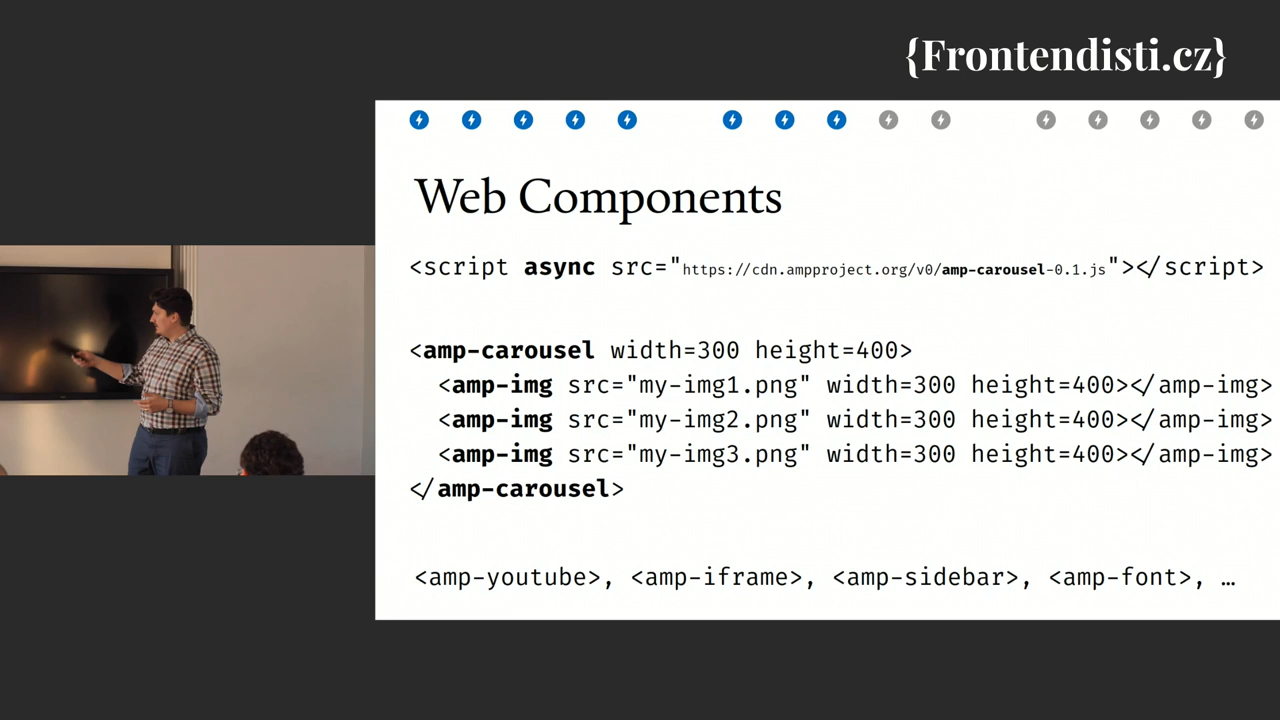 {Frontendisti.cz}
Web Components
<script async src="https://cdn.ampproject.org/v0/amp-carousel-0.1.js"></script>
<amp-carousel width=300 height=400>
<amp-img src="my-img1.png" width=300 height=400></amp-img>
<amp-img src="my-img2.png" width=300 height=400></amp-img>
<amp-img src="my-img3.png" width=300 height=400></amp-img>
</amp-carousel>
<amp-youtube>, <amp-iframe>, <amp-sidebar>, <amp-font>, …